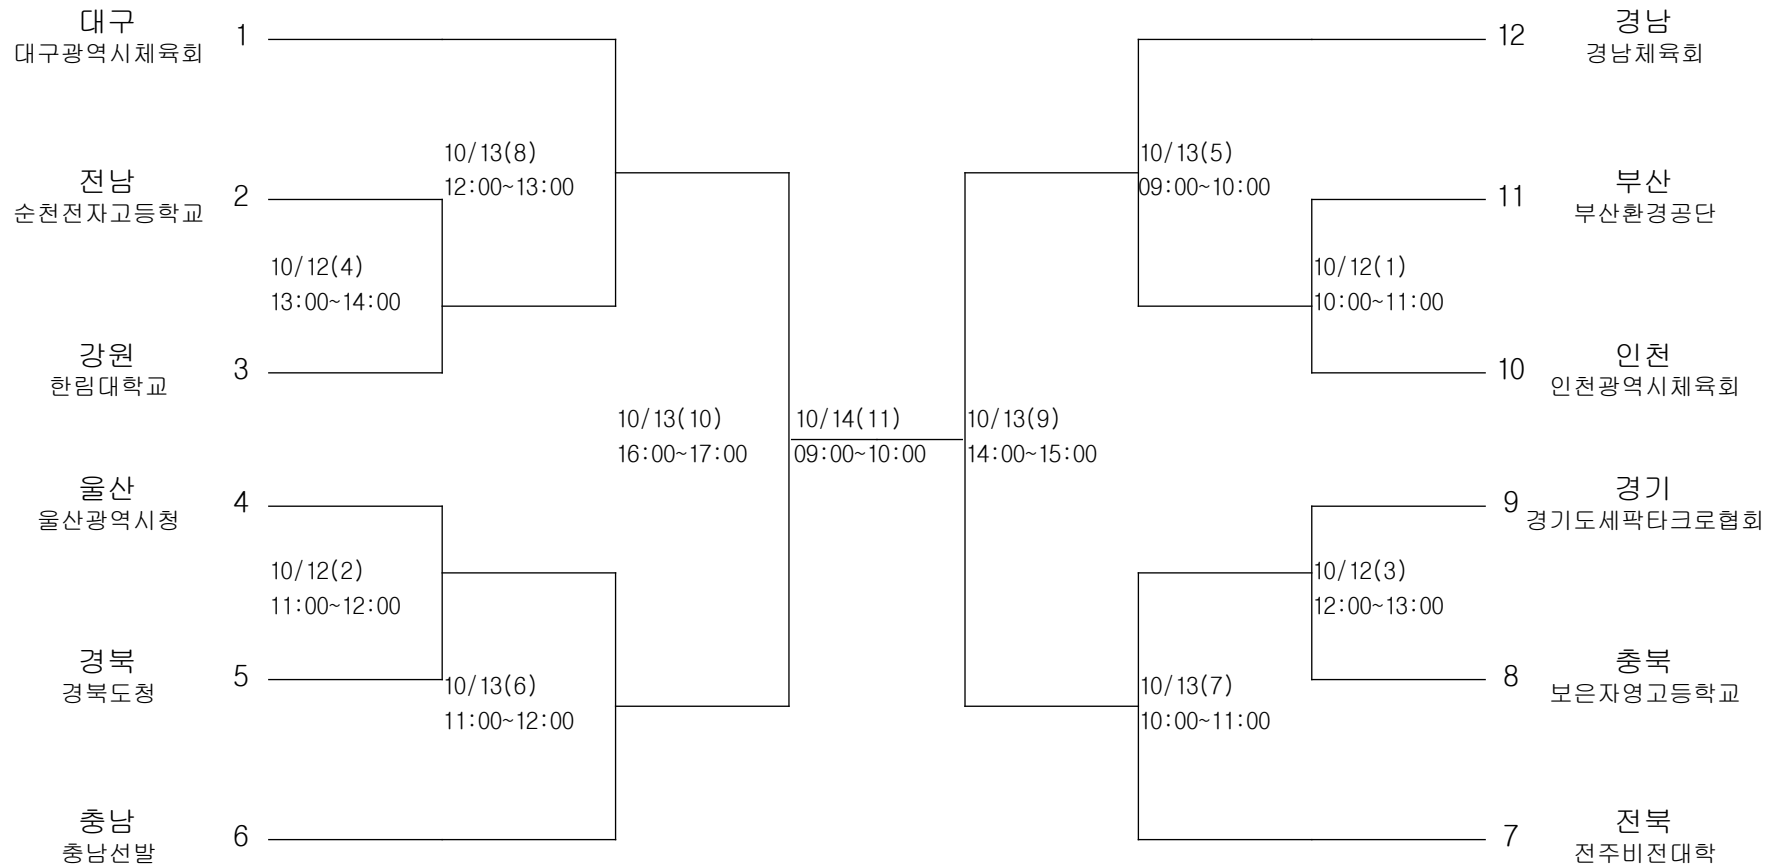 대구
대구광역시체육회
1
12
경남
경남체육회
10/13(8)
12:00~13:00
10/13(5)
09:00~10:00
전남
순천전자고등학교
2
11
부산
부산환경공단
10/12(4)
13:00~14:00
10/12(1)
10:00~11:00
강원
한림대학교
3
10
인천
인천광역시체육회
10/13(10)
16:00~17:00
10/14(11)
09:00~10:00
10/13(9)
14:00~15:00
울산
울산광역시청
4
9
경기
경기도세팍타크로협회
10/12(2)
11:00~12:00
10/12(3)
12:00~13:00
경북
경북도청
5
8
충북
보은자영고등학교
10/13(6)
11:00~12:00
10/13(7)
10:00~11:00
충남
충남선발
6
7
전북
전주비전대학